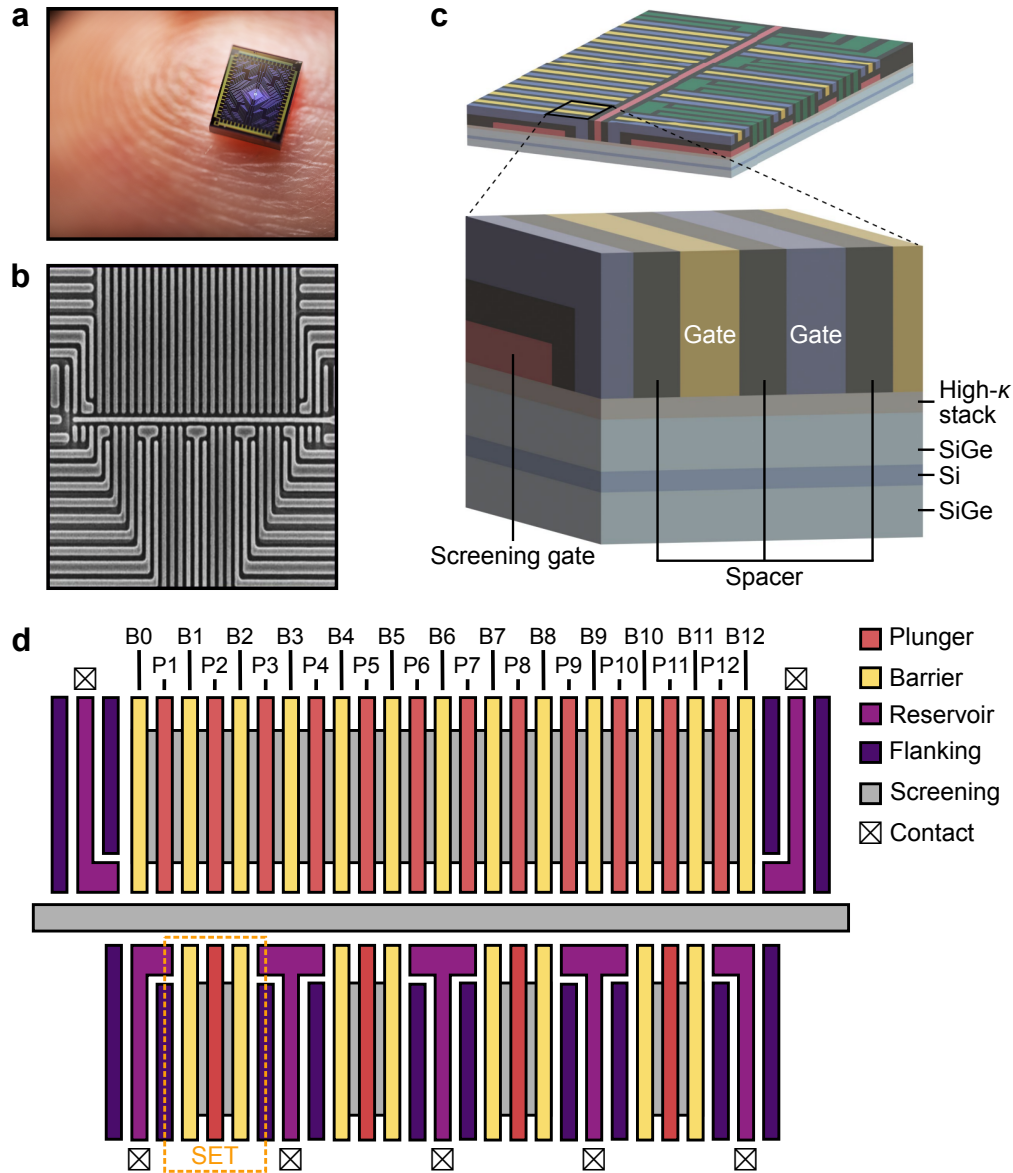 a
c
b
Gate
Gate
High-κ
stack
SiGe
Si
SiGe
Screening gate
Spacer
d
B0 B1 B2 B3 B4 B5 B6 B7 B8 B9 B10 B11 B12
P1 P2 P3 P4 P5 P6 P7 P8 P9 P10 P11 P12
Plunger
Barrier
Reservoir
Flanking
Screening
Contact
SET